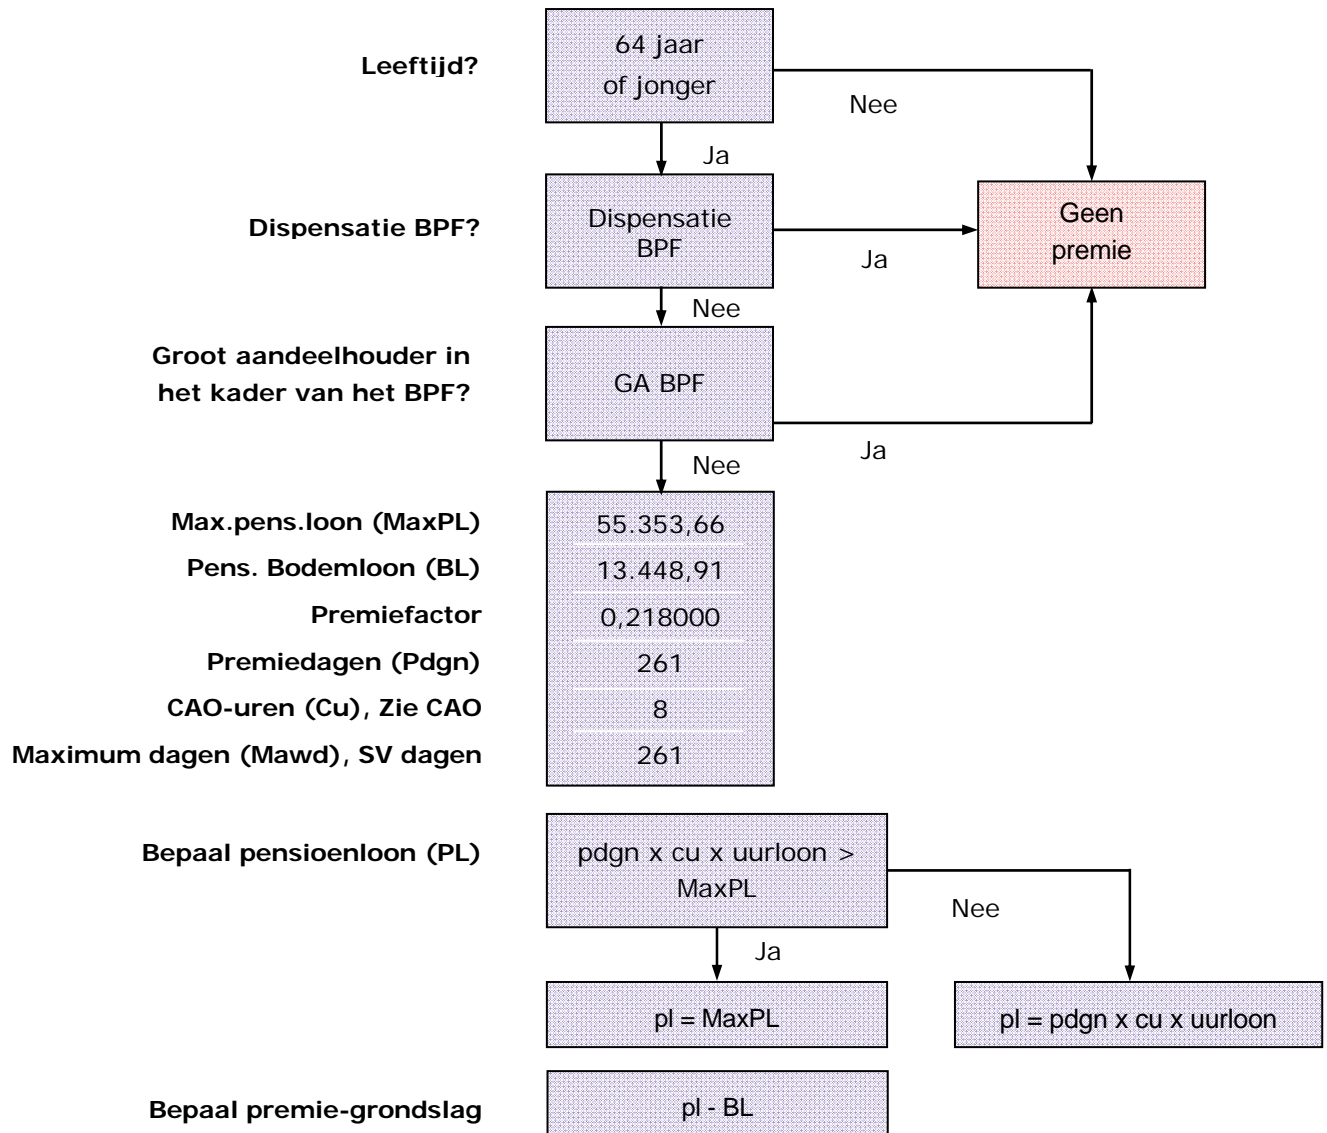 Leeftijd?
64 jaar
of jonger
Nee
Ja
Dispensatie BPF?
Dispensatie
BPF
Ja
Geen
premie
Nee
Groot aandeelhouder in
het kader van het BPF?
GA BPF
Ja
Nee
Max.pens.loon (MaxPL) 55.353,66
Pens. Bodemloon (BL) 13.448,91
Premiefactor 0,218000
Premiedagen (Pdgn) 261
CAO-uren (Cu), Zie CAO 8
Maximum dagen (Mawd), SV dagen 261
Bepaal pensioenloon (PL)
pdgn x cu x uurloon >
MaxPL
Nee
Ja
pl = MaxPL
pl = pdgn x cu x uurloon
Bepaal premie-grondslag
pl - BL